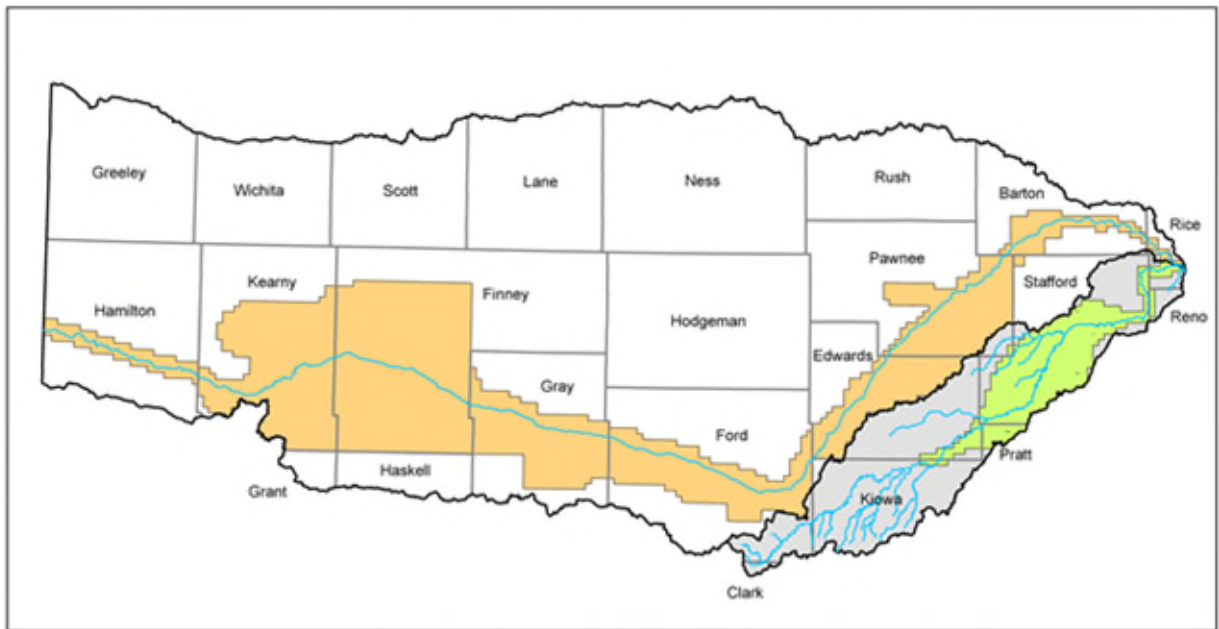 Greeley
Wichita
Scott
Lane
Ness
Rush
Barton
Rice
Hamilton
Kearny
Finney
Hodgeman
Pawnee
Stafford
Reno
Edwards
Gray
Ford
Grant
Haskell
Pratt
Kiowa
Clark